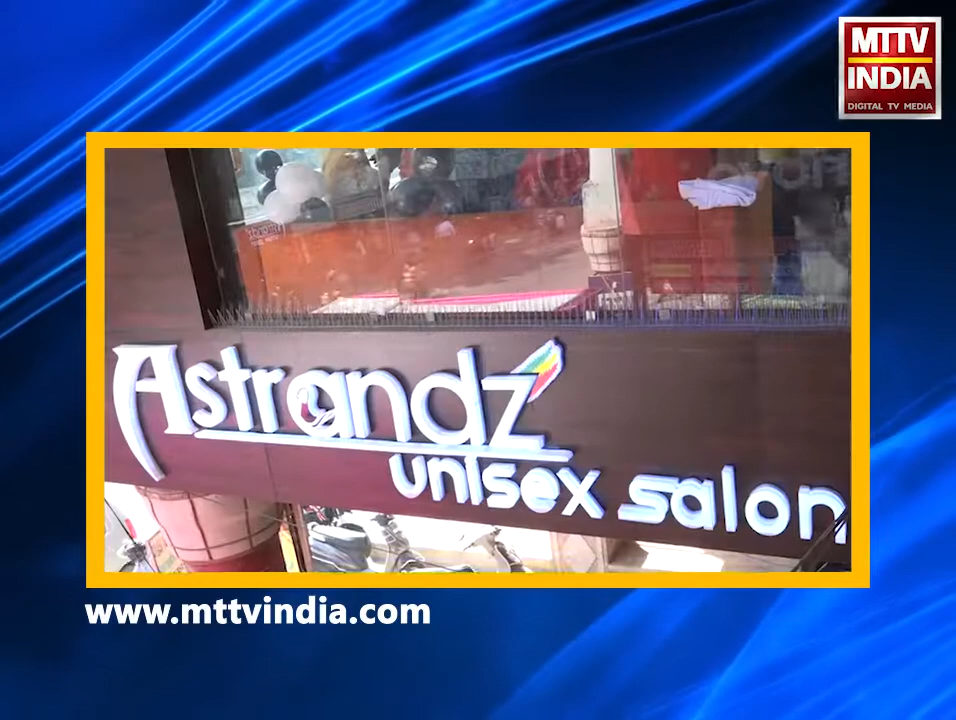 MTTV
INDIA
DIGITAL TV MEDIA
Astrandz
unisex salon
www.mttvindia.com